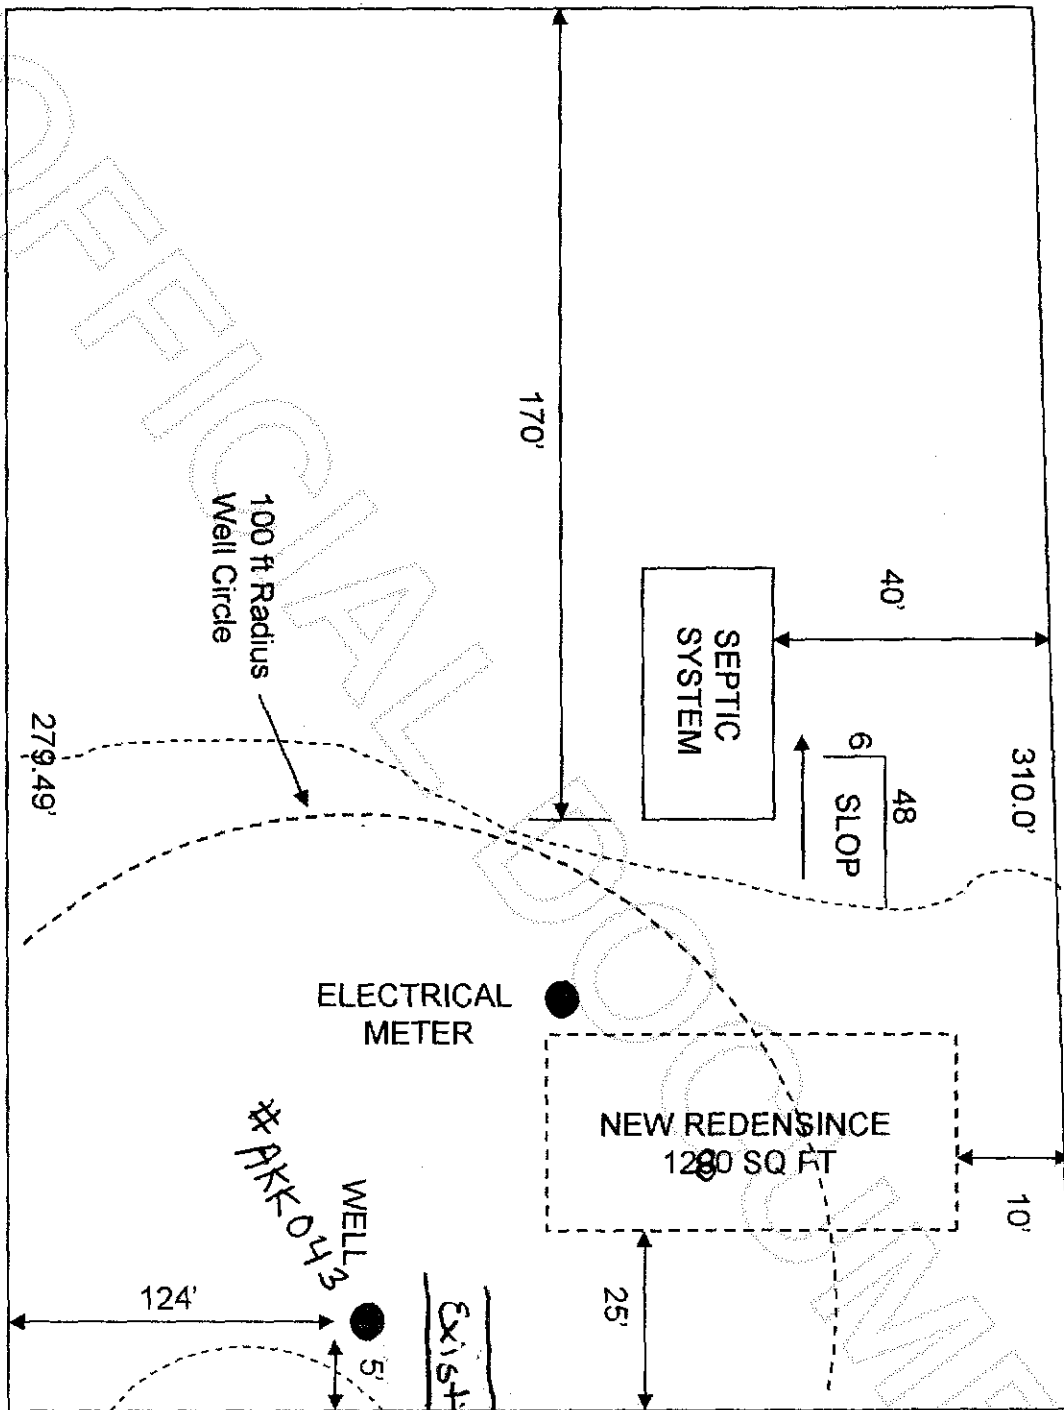 170'
40'
SEPTIC
SYSTEM
310.0'
6
48
SLOP
100 ft Radius
Well Circle
279.49'
ELECTRICAL
METER
NEW REDENSINCE
1280 SQ FT
10'
25'
#AKK043
WELL
124'
5'
OFFICIAL DOCUME